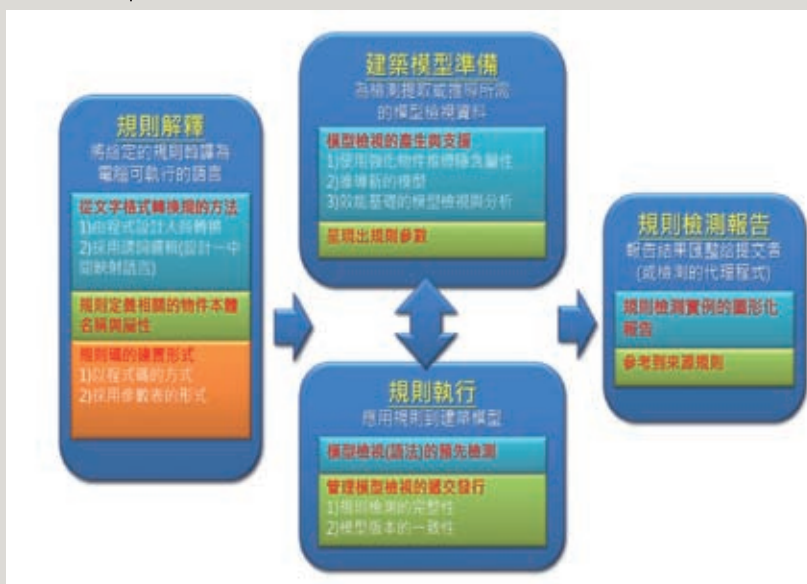 規則解釋
將給定的規則翻譯為
電腦可執行的語言
從文字格式轉換規的方法
1)由程式設計人員轉換
2)採用謂詞邏輯(設計一中
間映射語言)
規則定義相關的物件本體
名稱與屬性
規則碼的建置形式
1)以程式碼的方式
2)採用參數表的形式
建築模型準備
為檢測提取或推導所需
的模型檢視資料
模型檢視的產生與支援
1)使用強化物件推導隱含屬性
2)推導新的模型
3)效能基礎的模型檢視與分析
呈現出規則參數
規則執行
應用規則到建築模型
模型檢視(語法)的預先檢測
管理模型檢視的遞交發行
1)規則檢測的完整性
2)模型版本的一致性
規則檢測報告
報告結果匯整給提交者
(或檢測的代理程式)
規則檢測實例的圖形化
報告
參考到來源規則